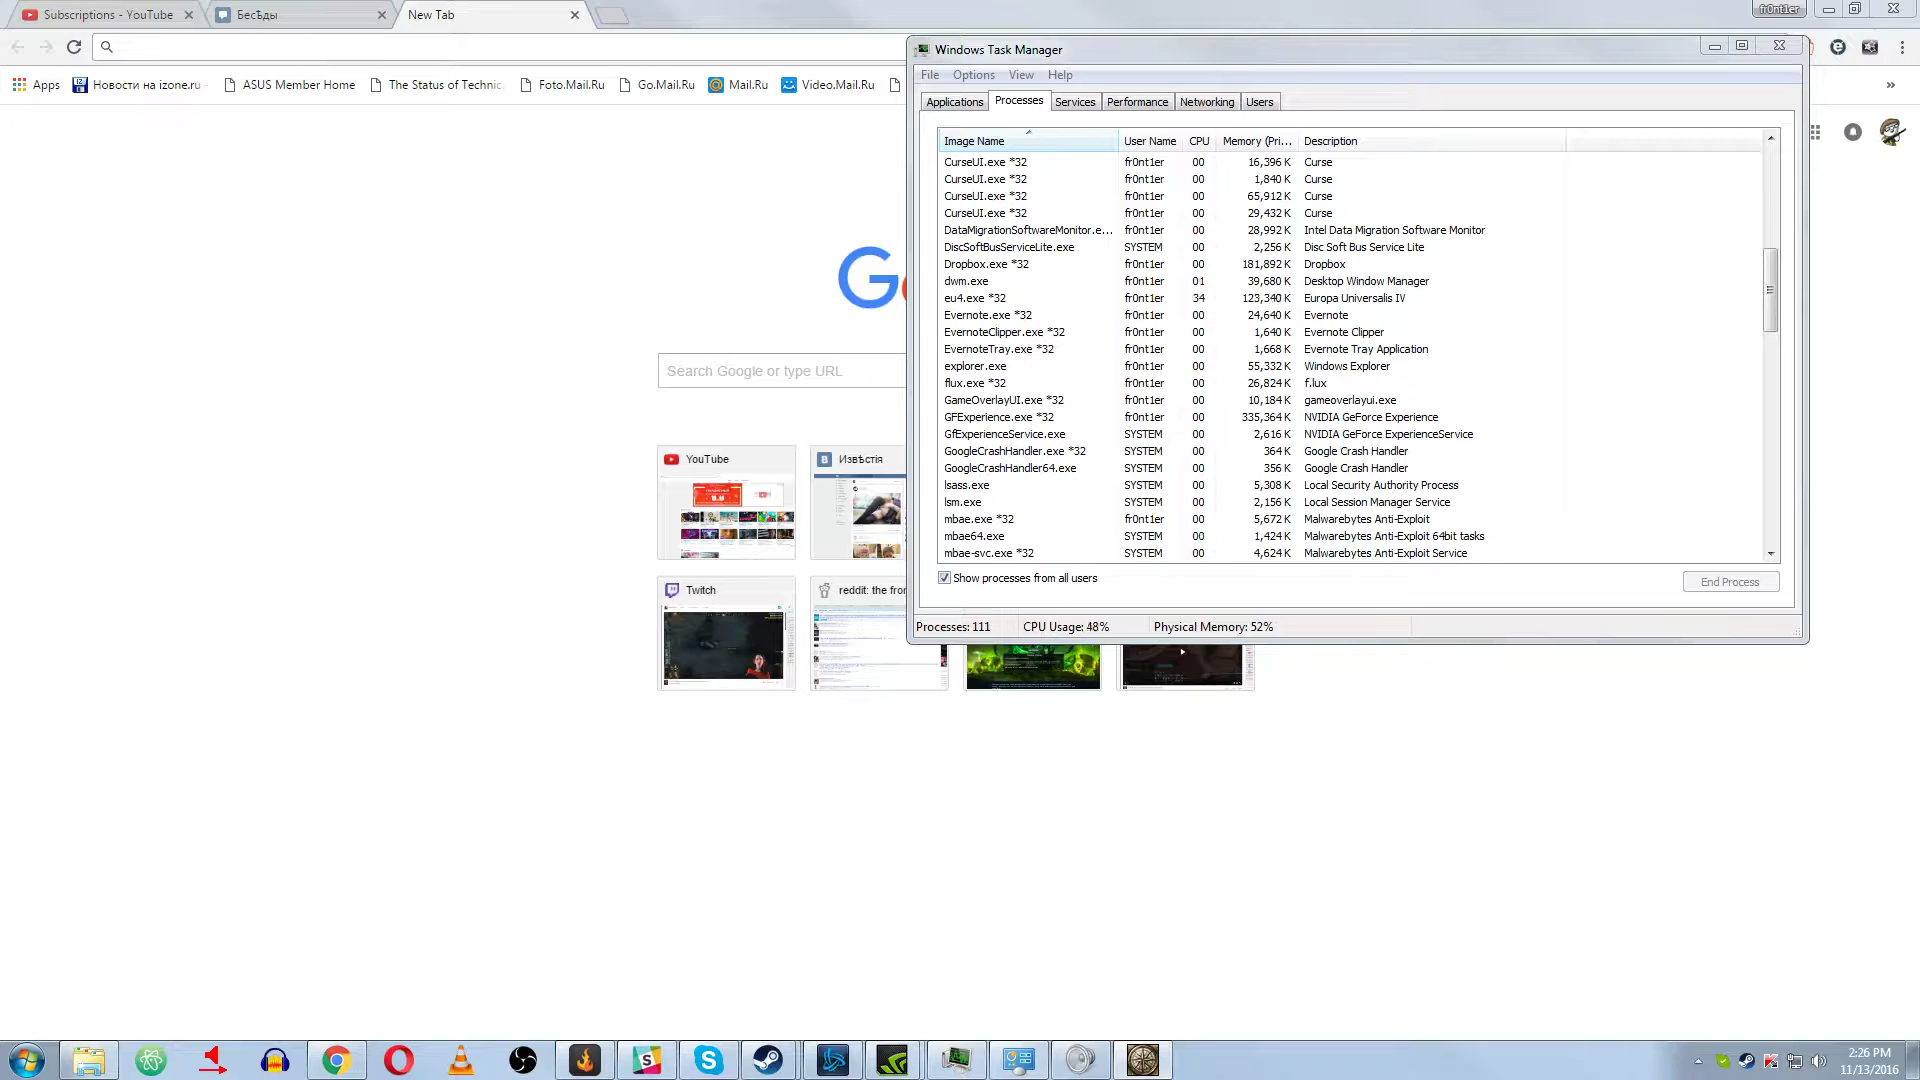 Subscriptions - YouTube
Бесѣды
New Tab
fr0nt1er
Apps
Новости на izone.ru -
ASUS Member Home
The Status of Technic
Foto.Mail.Ru
Go.Mail.Ru
Mail.Ru
Video.Mail.Ru
»
G
Search Google or type URL
YouTube
Извѣстія
Twitch
reddit: the fron
Windows Task Manager
File Options View Help
Applications Processes Services Performance Networking Users
Image Name User Name CPU Memory (Pri... Description
CurseUI.exe *32 fr0nt1er 00 16,396 K Curse
CurseUI.exe *32 fr0nt1er 00 1,840 K Curse
CurseUI.exe *32 fr0nt1er 00 65,912 K Curse
CurseUI.exe *32 fr0nt1er 00 29,432 K Curse
DataMigrationSoftwareMonitor.e... fr0nt1er 00 28,992 K Intel Data Migration Software Monitor
DiscSoftBusServiceLite.exe SYSTEM 00 2,256 K Disc Soft Bus Service Lite
Dropbox.exe *32 fr0nt1er 00 181,892 K Dropbox
dwm.exe fr0nt1er 01 39,680 K Desktop Window Manager
eu4.exe *32 fr0nt1er 34 123,340 K Europa Universalis IV
Evernote.exe *32 fr0nt1er 00 24,640 K Evernote
EvernoteClipper.exe *32 fr0nt1er 00 1,640 K Evernote Clipper
EvernoteTray.exe *32 fr0nt1er 00 1,668 K Evernote Tray Application
explorer.exe fr0nt1er 00 55,332 K Windows Explorer
flux.exe *32 fr0nt1er 00 26,824 K f.lux
GameOverlayUI.exe *32 fr0nt1er 00 10,184 K gameoverlayui.exe
GFExperience.exe *32 fr0nt1er 00 335,364 K NVIDIA GeForce Experience
GfExperienceService.exe SYSTEM 00 2,616 K NVIDIA GeForce ExperienceService
GoogleCrashHandler.exe *32 SYSTEM 00 364 K Google Crash Handler
GoogleCrashHandler64.exe SYSTEM 00 356 K Google Crash Handler
lsass.exe SYSTEM 00 5,308 K Local Security Authority Process
lsm.exe SYSTEM 00 2,156 K Local Session Manager Service
mbae.exe *32 fr0nt1er 00 5,672 K Malwarebytes Anti-Exploit
mbae64.exe SYSTEM 00 1,424 K Malwarebytes Anti-Exploit 64bit tasks
mbae-svc.exe *32 SYSTEM 00 4,624 K Malwarebytes Anti-Exploit Service
Show processes from all users
End Process
Processes: 111 CPU Usage: 48% Physical Memory: 52%
2:26 PM
11/13/2016